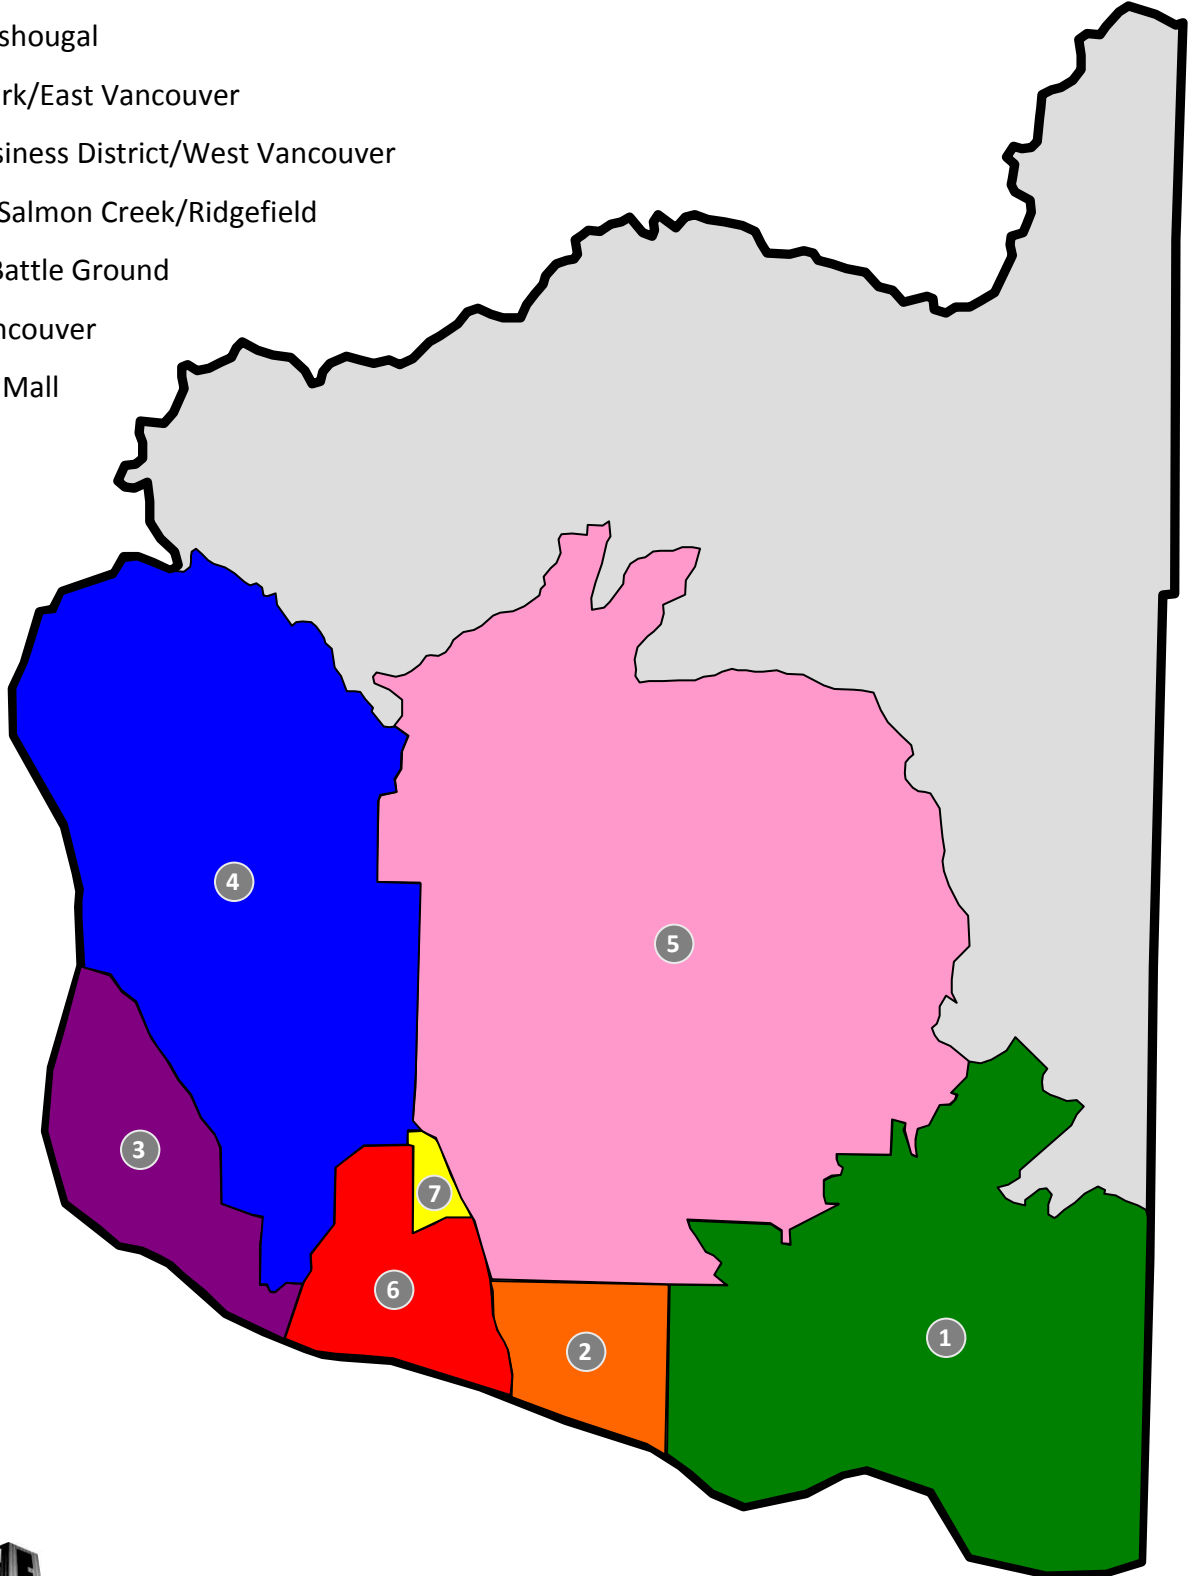 shougal
rk/East Vancouver
siness District/West Vancouver
Salmon Creek/Ridgefield
Battle Ground
ncouver
Mall
4
5
3
7
6
1
2